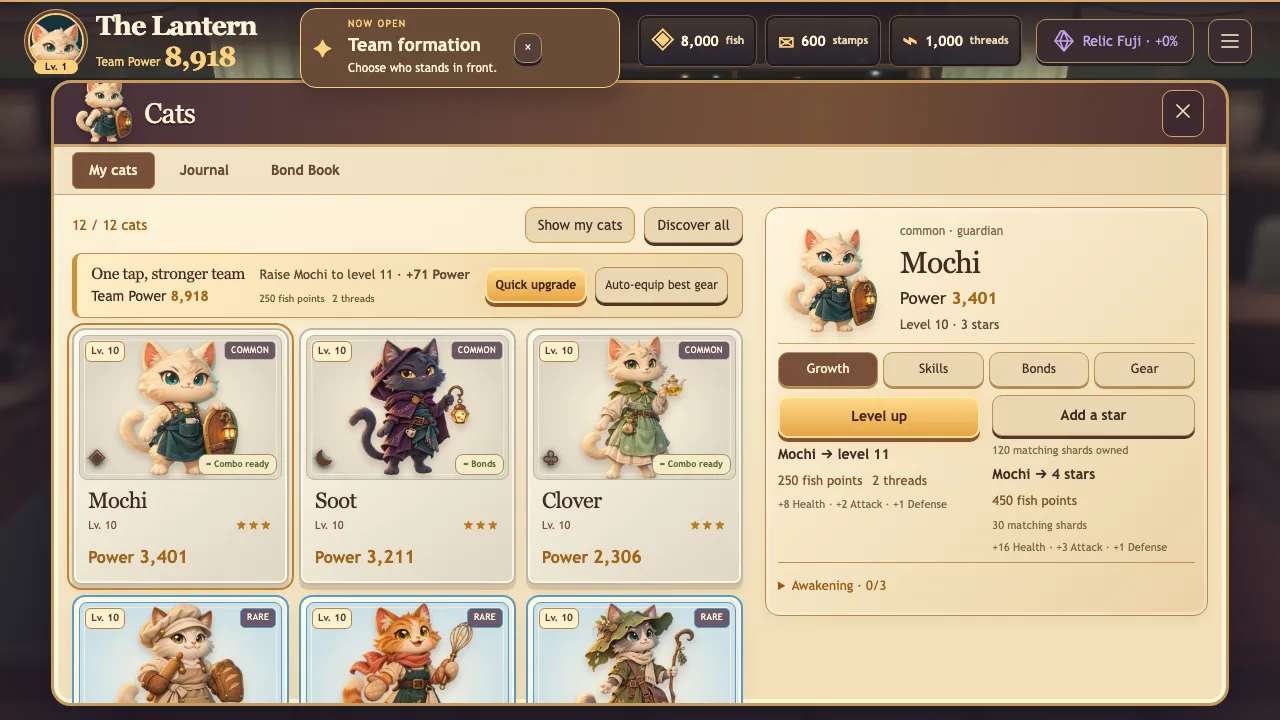 The Lantern
Team Power 8,918
Lv. 1
NOW OPEN
Team formation
Choose who stands in front.
×
8,000 fish
600 stamps
1,000 threads
Relic Fuji · +0%
Cats
My cats
Journal
Bond Book
12 / 12 cats
Show my cats
Discover all
One tap, stronger team
Team Power 8,918
Raise Mochi to level 11 · +71 Power
250 fish points 2 threads
Quick upgrade
Auto-equip best gear
Lv. 10
COMMON
Combo ready
Mochi
Lv. 10
★★★
Power 3,401
Lv. 10
COMMON
Bonds
Soot
Lv. 10
★★★
Power 3,211
Lv. 10
COMMON
Combo ready
Clover
Lv. 10
★★★
Power 2,306
Lv. 10
RARE
Lv. 10
RARE
Lv. 10
RARE
common · guardian
Mochi
Power 3,401
Level 10 · 3 stars
Growth
Skills
Bonds
Gear
Level up
Mochi → level 11
250 fish points 2 threads
+8 Health · +2 Attack · +1 Defense
Add a star
120 matching shards owned
Mochi → 4 stars
450 fish points
30 matching shards
+16 Health · +3 Attack · +1 Defense
Awakening · 0/3